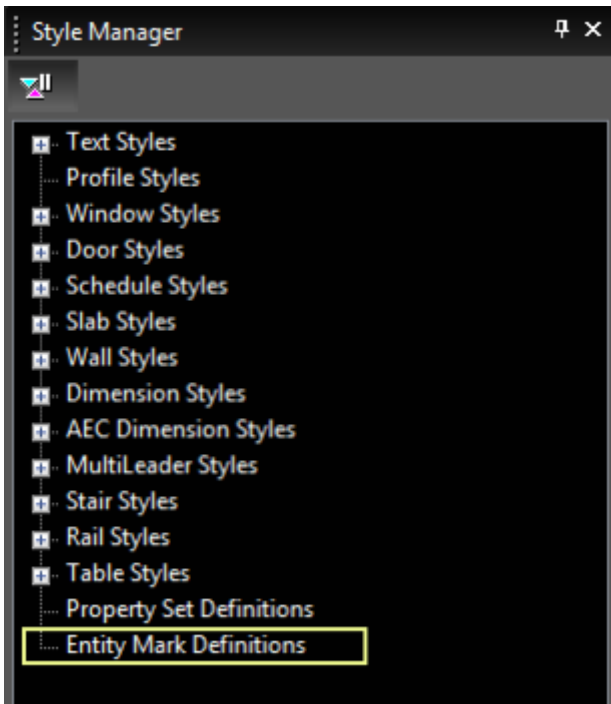 Style Manager
Text Styles
Profile Styles
Window Styles
Door Styles
Schedule Styles
Slab Styles
Wall Styles
Dimension Styles
AEC Dimension Styles
MultiLeader Styles
Stair Styles
Rail Styles
Table Styles
Property Set Definitions
Entity Mark Definitions